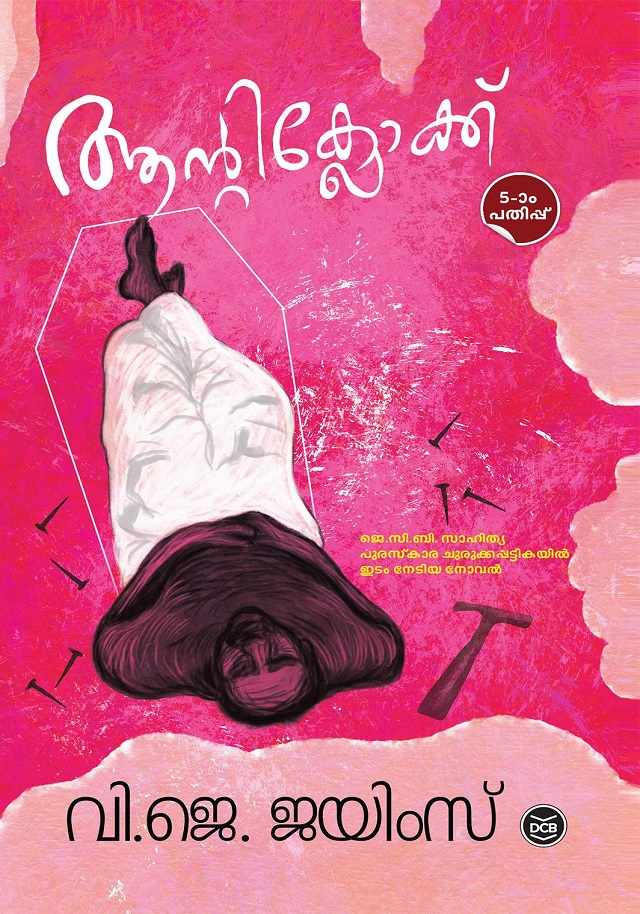 ആന്റിക്ലോക്ക്
5-ാം
പതിപ്പ്
ജെ.സി.ബി. സാഹിത്യ
പുരസ്കാര ചുരുക്കപ്പട്ടികയിൽ
ഇടം നേടിയ നോവൽ
വി.ജെ. ജയിംസ്
DCB